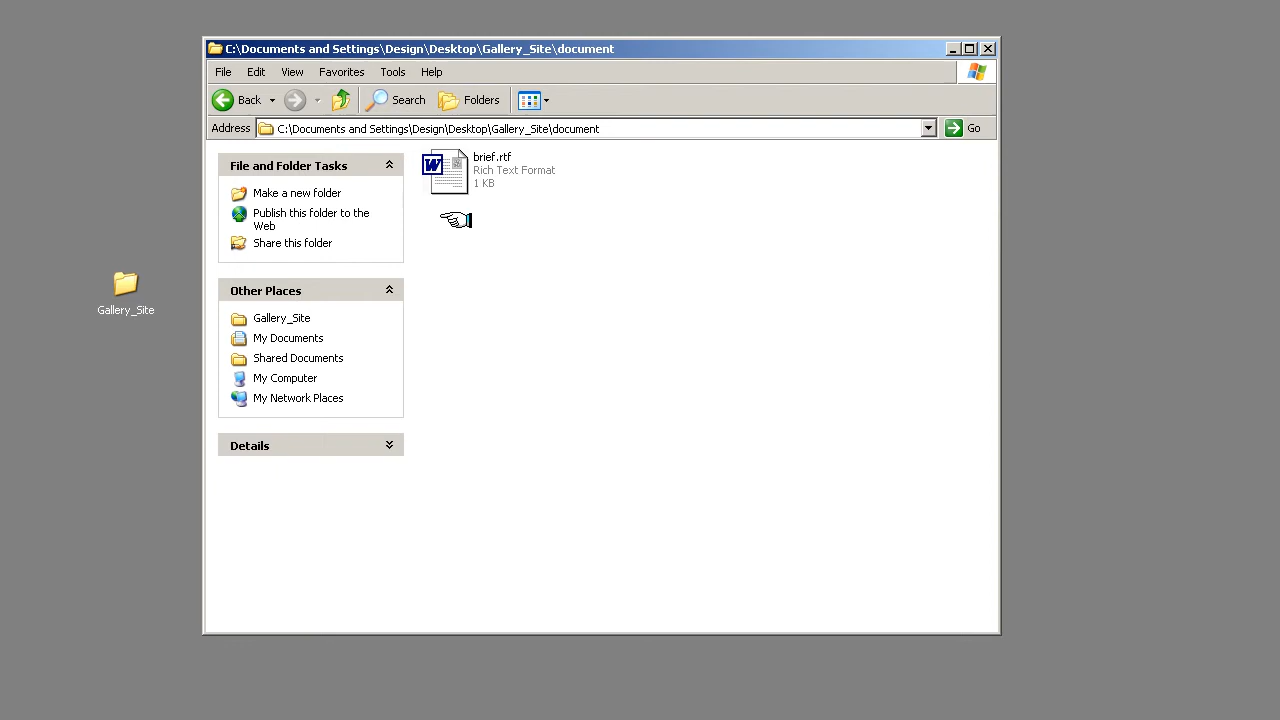 C:\Documents and Settings\Design\Desktop\Gallery_Site\document
File Edit View Favorites Tools Help
Back Search Folders
Address C:\Documents and Settings\Design\Desktop\Gallery_Site\document Go
File and Folder Tasks
Make a new folder
Publish this folder to the
Web
Share this folder
Other Places
Gallery_Site
My Documents
Shared Documents
My Computer
My Network Places
Details
brief.rtf
Rich Text Format
1 KB
W
Gallery_Site